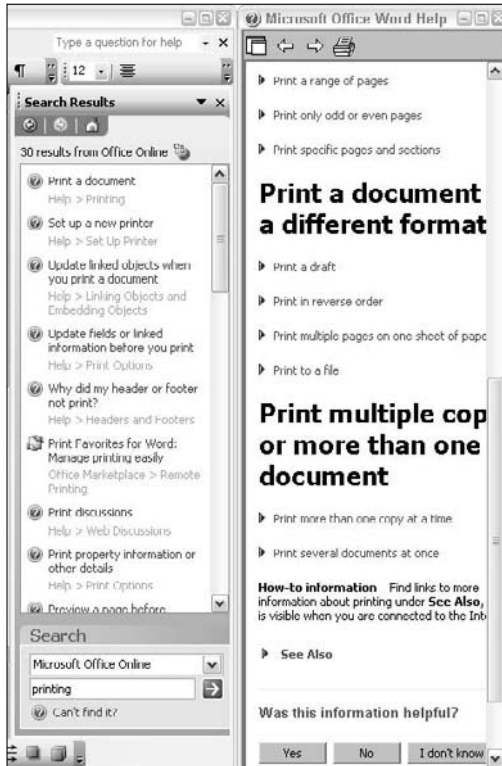 Type a question for help
12
Search Results
30 results from Office Online
Print a document
Help > Printing
Set up a new printer
Help > Set Up Printer
Update linked objects when
you print a document
Help > Linking Objects and
Embedding Objects
Update fields or linked
information before you print
Help > Print Options
Why did my header or footer
not print?
Help > Headers and Footers
Print Favorites for Word:
Manage printing easily
Office Marketplace > Remote
Printing
Print discussions
Help > Web Discussions
Print property information or
other details
Help > Print Options
Preview a page before
Search
Microsoft Office Online
printing
Can't find it?
Microsoft Office Word Help
Print a range of pages
Print only odd or even pages
Print specific pages and sections
Print a document
a different format
Print a draft
Print in reverse order
Print multiple pages on one sheet of pape
Print to a file
Print multiple cop
or more than one
document
Print more than one copy at a time
Print several documents at once
How-to information Find links to more
information about printing under See Also,
is visible when you are connected to the Int
See Also
Was this information helpful?
Yes
No
I don't know